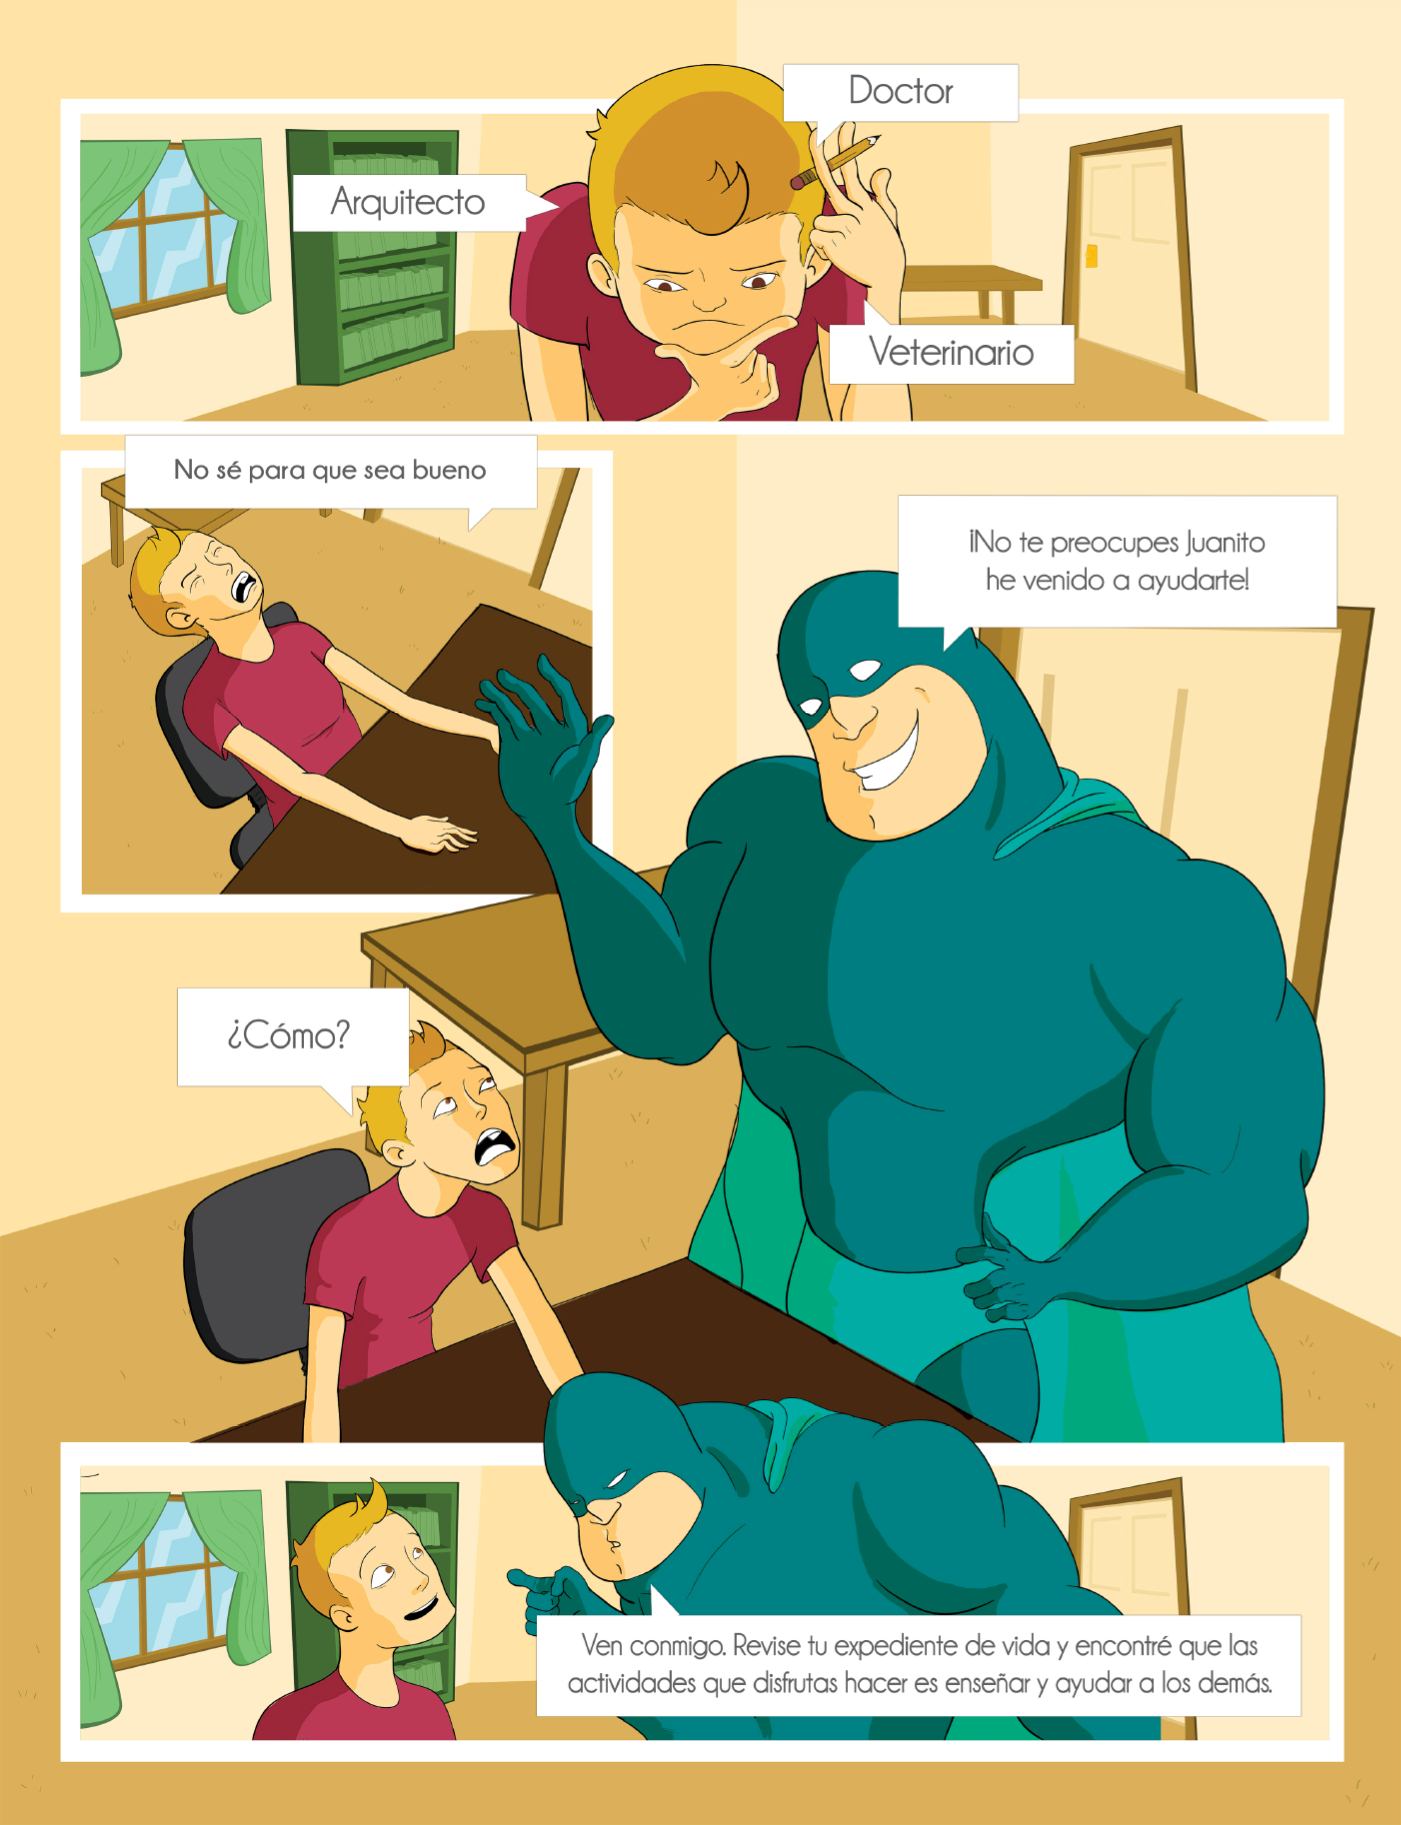 Doctor
Arquitecto
Veterinario
No sé para que sea bueno
¡No te preocupes Juanito
he venido a ayudarte!
¿Cómo?
Ven conmigo. Revise tu expediente de vida y encontré que las
actividades que disfrutas hacer es enseñar y ayudar a los demás.